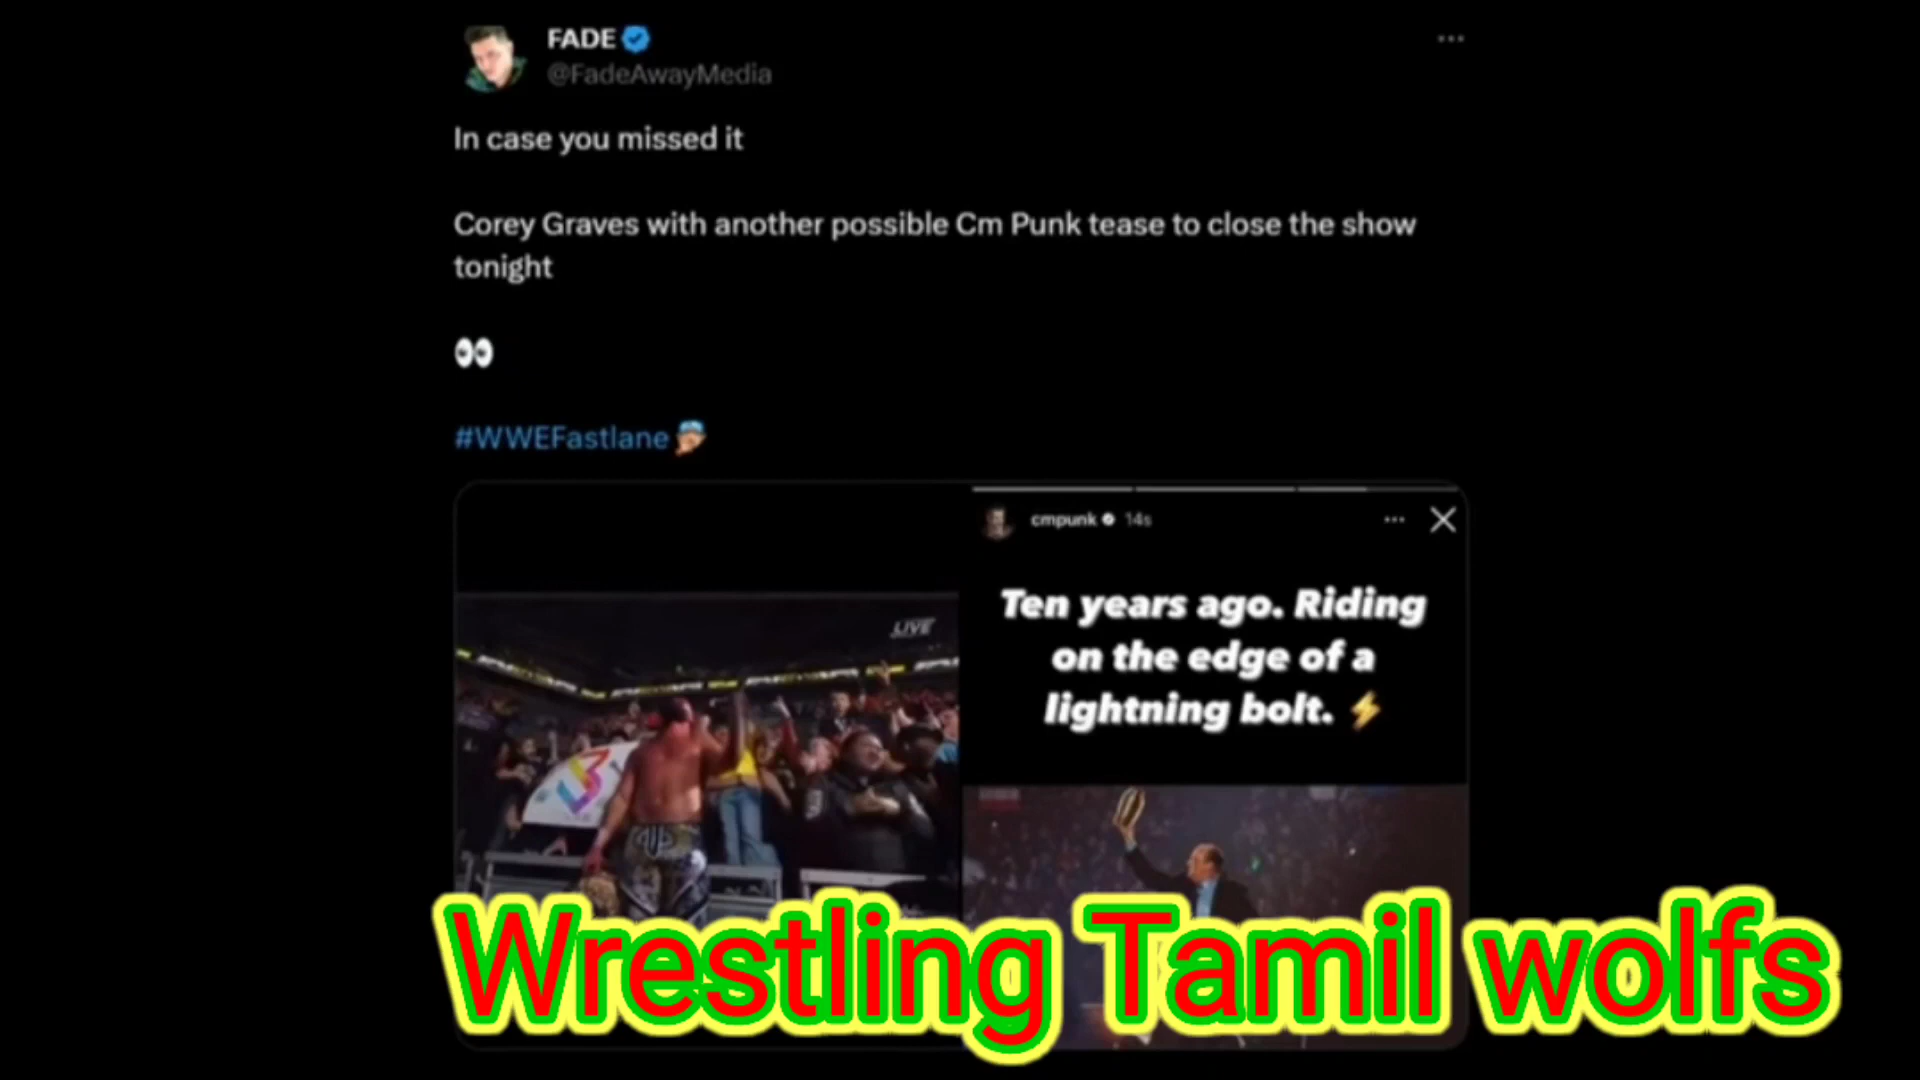 FADE
@FadeAwayMedia
In case you missed it
Corey Graves with another possible Cm Punk tease to close the show
tonight
#WWEFastlane
cmpunk 14s
Ten years ago. Riding
on the edge of a
lightning bolt.
LIVE
Wrestling Tamil wolfs